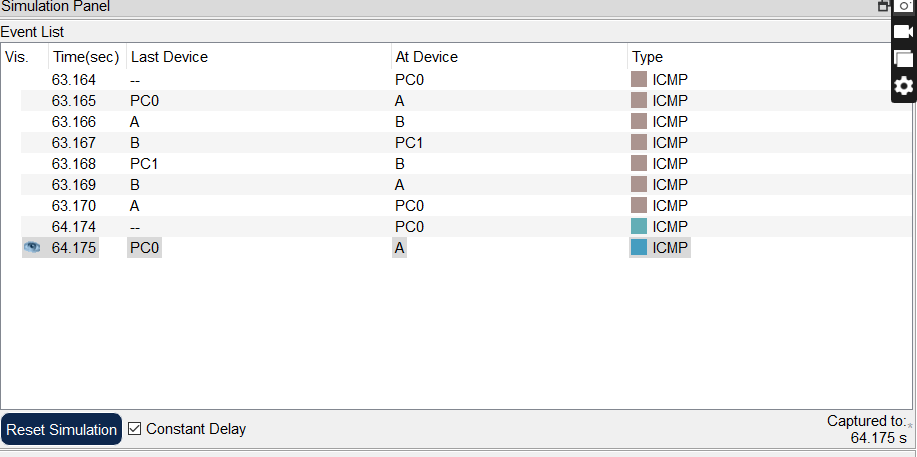 Simulation Panel
Event List
Vis. Time(sec) Last Device At Device Type
63.164 -- PC0 ICMP
63.165 PC0 A ICMP
63.166 A B ICMP
63.167 B PC1 ICMP
63.168 PC1 B ICMP
63.169 B A ICMP
63.170 A PC0 ICMP
64.174 -- PC0 ICMP
64.175 PC0 A ICMP
Reset Simulation Constant Delay Captured to: *
64.175 s